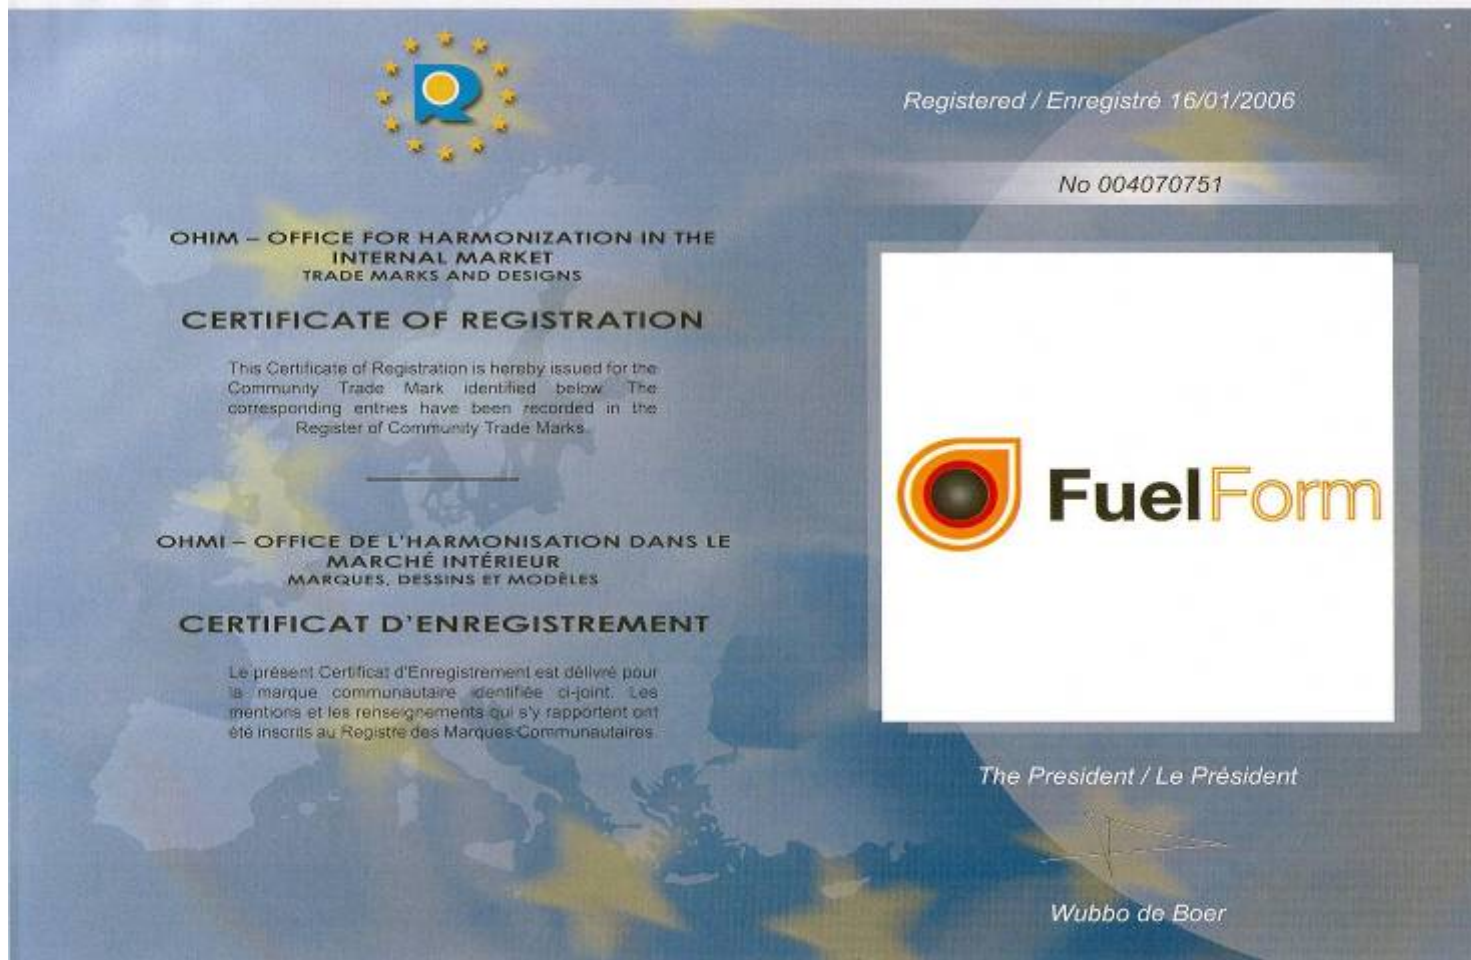 OHIM – OFFICE FOR HARMONIZATION IN THE
INTERNAL MARKET
TRADE MARKS AND DESIGNS
CERTIFICATE OF REGISTRATION
This Certificate of Registration is hereby issued for the
Community Trade Mark identified below. The
corresponding entries have been recorded in the
Register of Community Trade Marks.
OHMI – OFFICE DE L'HARMONISATION DANS LE
MARCHÉ INTÉRIEUR
MARQUES, DESSINS ET MODÈLES
CERTIFICAT D'ENREGISTREMENT
Le présent Certificat d'Enregistrement est délivré pour
la marque communautaire identifiée ci-joint. Les
mentions et les renseignements qui s'y rapportent ont
été inscrits au Registre des Marques Communautaires.
Registered / Enregistré 16/01/2006
No 004070751
FuelForm
The President / Le Président
Wubbo de Boer